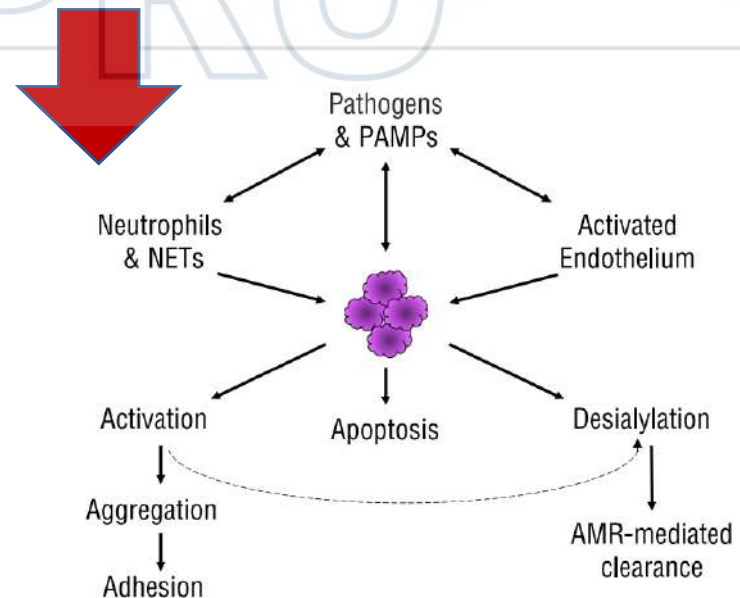 Pathogens
& PAMPs
Neutrophils
& NETs
Activated
Endothelium
Activation
Apoptosis
Desialylation
Aggregation
AMR-mediated
clearance
Adhesion